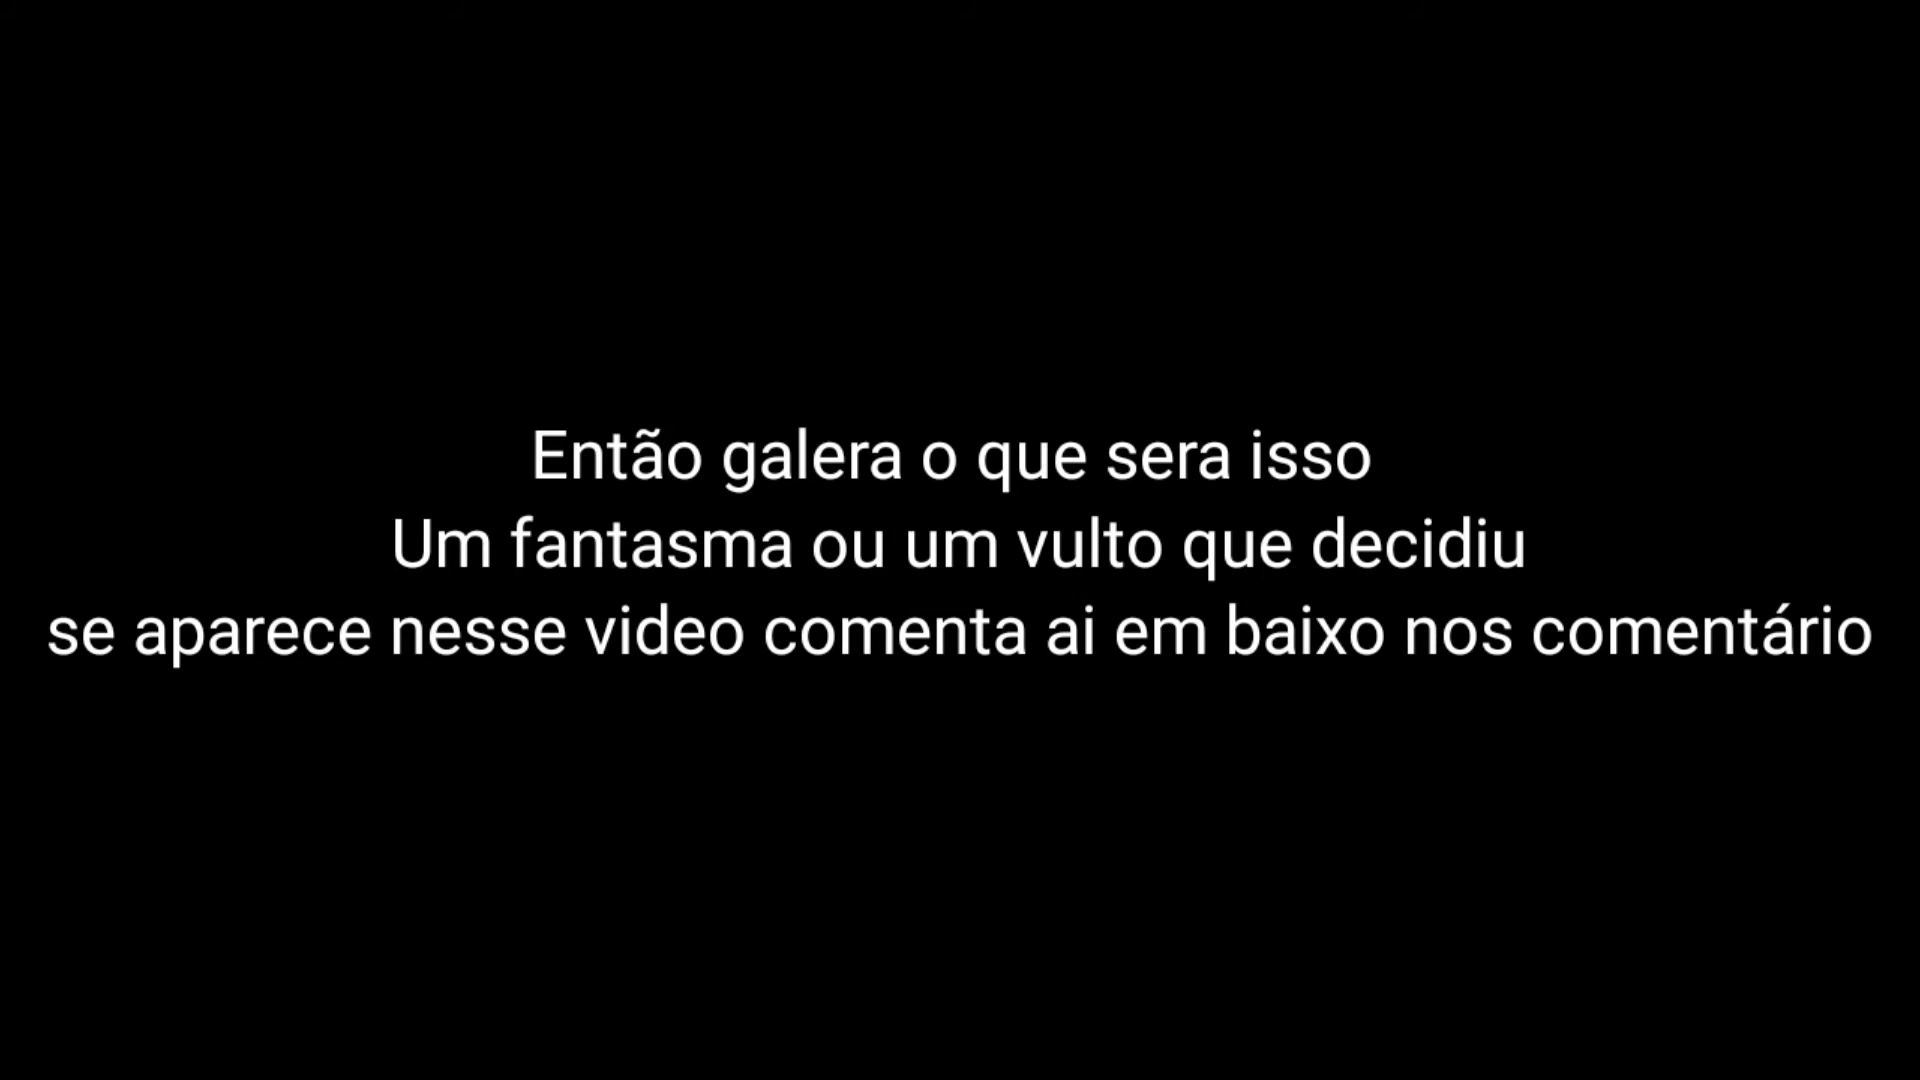 Então galera o que sera isso
Um fantasma ou um vulto que decidiu
se aparece nesse video comenta ai em baixo nos comentário